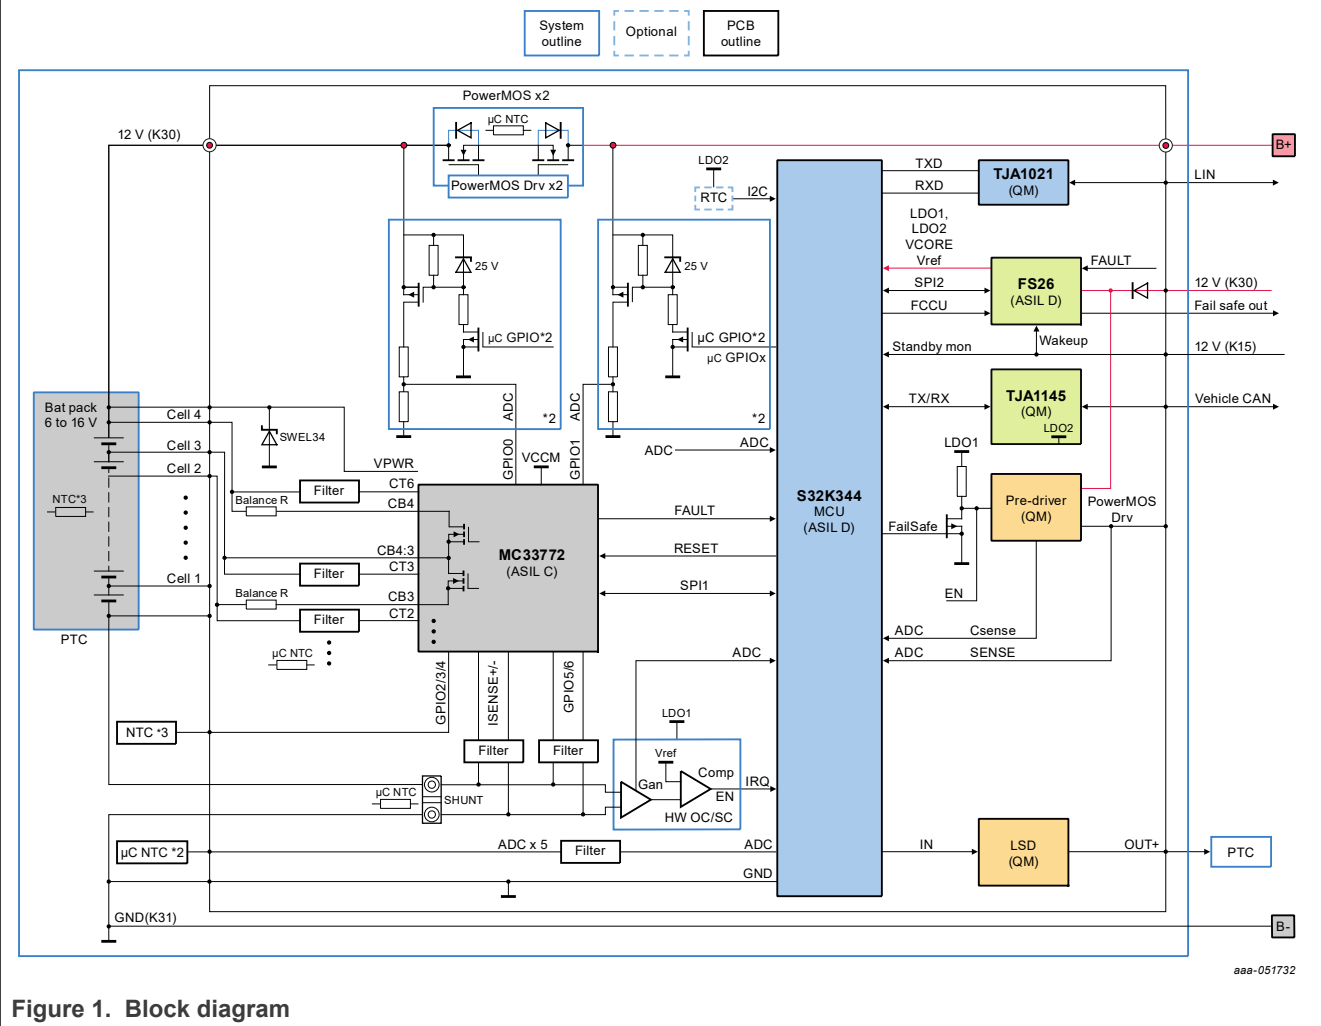 System
outline
Optional
PCB
outline
PowerMOS x2
µC NTC
PowerMOS Drv x2
12 V (K30)
B+
LDO2
RTC
I2C
TXD
RXD
TJA1021
(QM)
LIN
LDO1,
LDO2
VCORE
Vref
SPI2
FCCU
FS26
(ASIL D)
FAULT
12 V (K30)
Fail safe out
Wakeup
Standby mon
12 V (K15)
25 V
µC GPIO*2
ADC
*2
25 V
µC GPIO*2
µC GPIOx
ADC
*2
TX/RX
TJA1145
(QM)
LDO2
Vehicle CAN
Bat pack
6 to 16 V
NTC*3
PTC
Cell 4
Cell 3
Cell 2
Cell 1
SWEL34
VPWR
GPIO0
VCCM
GPIO1
ADC
ADC
Filter
CT6
Balance R
CB4
CB4:3
Filter
CT3
Balance R
CB3
Filter
CT2
µC NTC
MC33772
(ASIL C)
FAULT
RESET
SPI1
S32K344
MCU
(ASIL D)
LDO1
FailSafe
EN
Pre-driver
(QM)
PowerMOS
Drv
ADC
Csense
ADC
SENSE
ADC
GPIO2/3/4
ISENSE+/-
GPIO5/6
NTC *3
Filter
Filter
LDO1
Vref
Gan
Comp
EN
HW OC/SC
IRQ
µC NTC
SHUNT
µC NTC *2
ADC x 5
Filter
ADC
GND
IN
LSD
(QM)
OUT+
PTC
GND(K31)
B-
aaa-051732
Figure 1. Block diagram